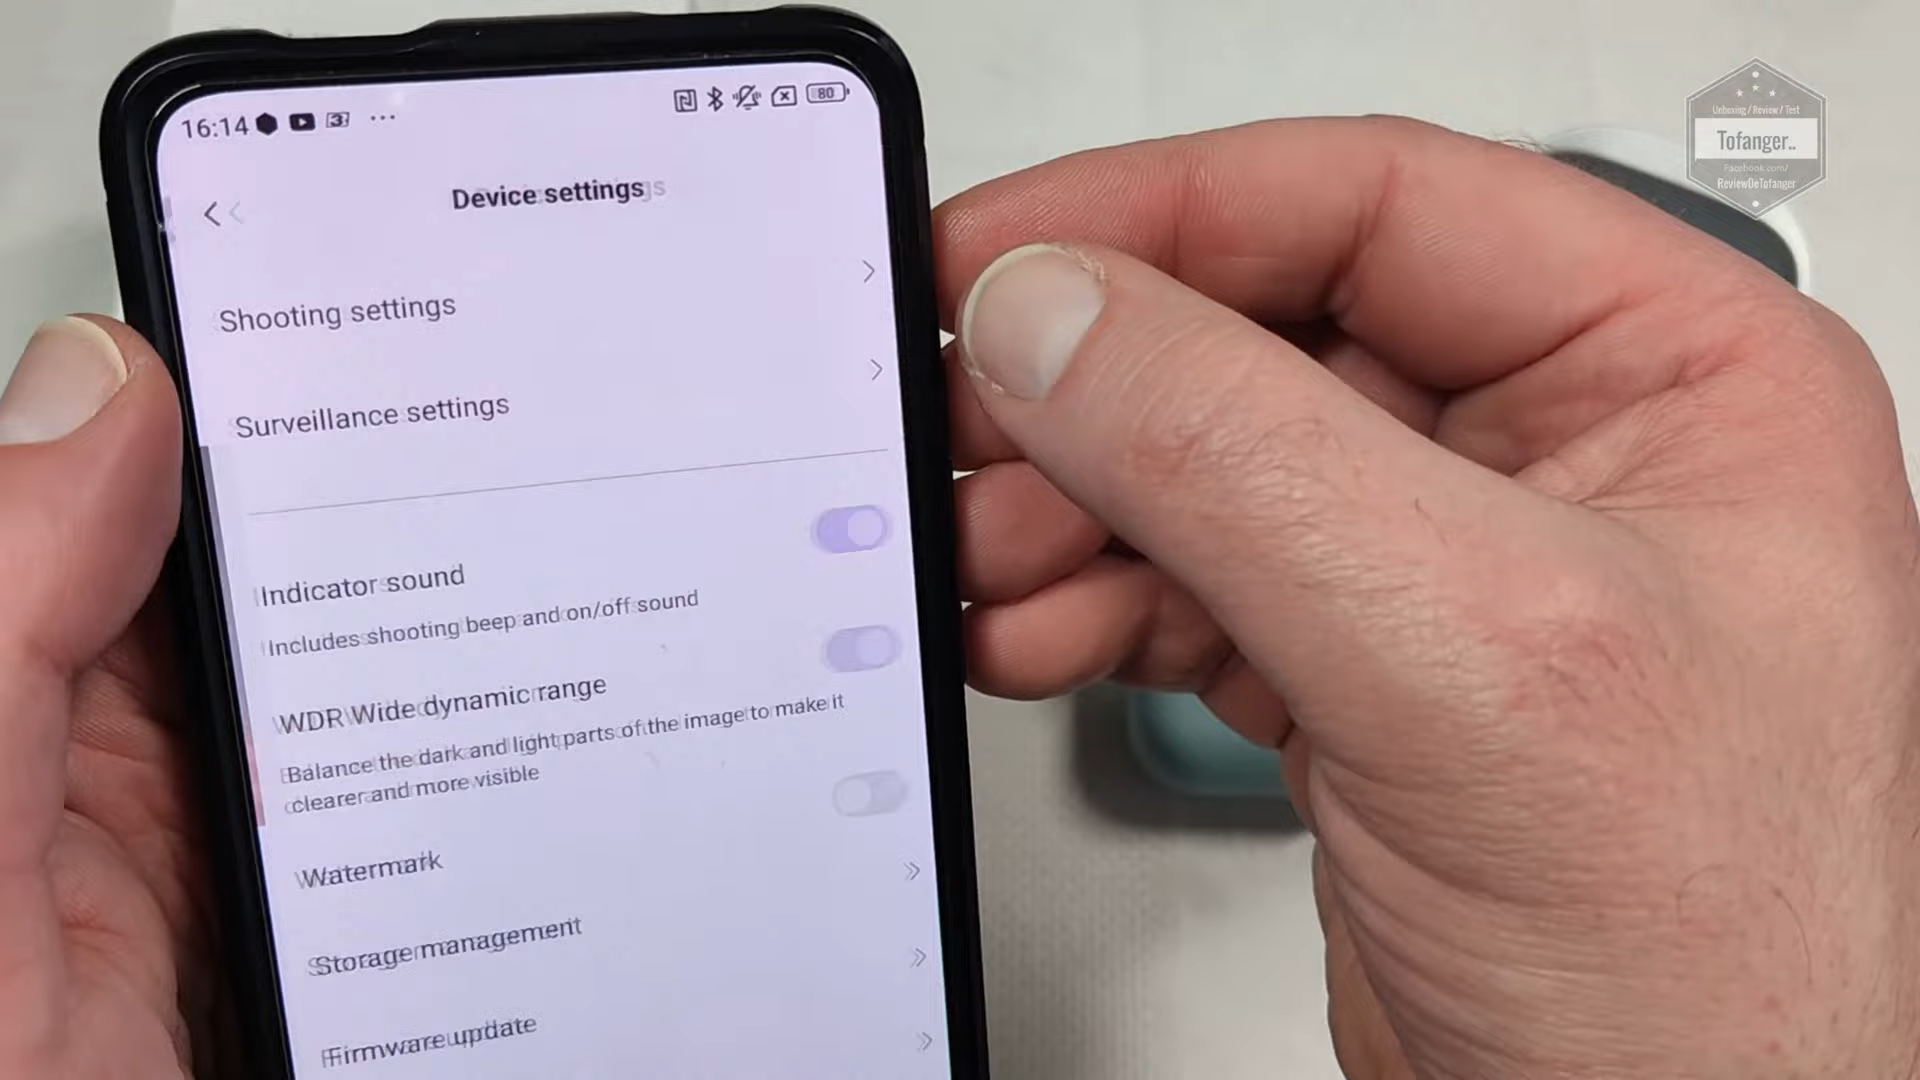 16:14
80
Device settings
Shooting settings
Surveillance settings
Indicator sound
Includes shooting beep and on/off sound
WDR Wide dynamic range
Balance the dark and light parts of the image to make it
clearer and more visible
Watermark
Storage management
Firmware update
Unboxing / Review / Test
Tofanger..
Facebook.com/
ReviewDeTofanger